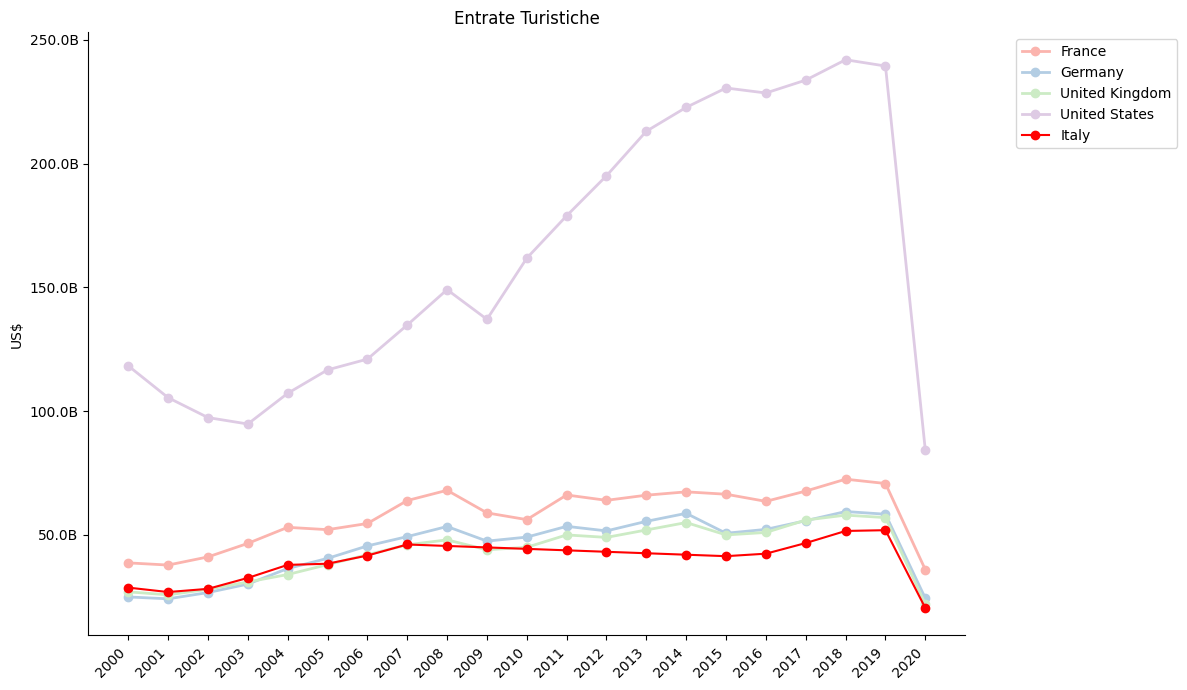 Entrate Turistiche
250.0B
200.0B
150.0B
100.0B
50.0B
US$
2000
2001
2002
2003
2004
2005
2006
2007
2008
2009
2010
2011
2012
2013
2014
2015
2016
2017
2018
2019
2020
France
Germany
United Kingdom
United States
Italy